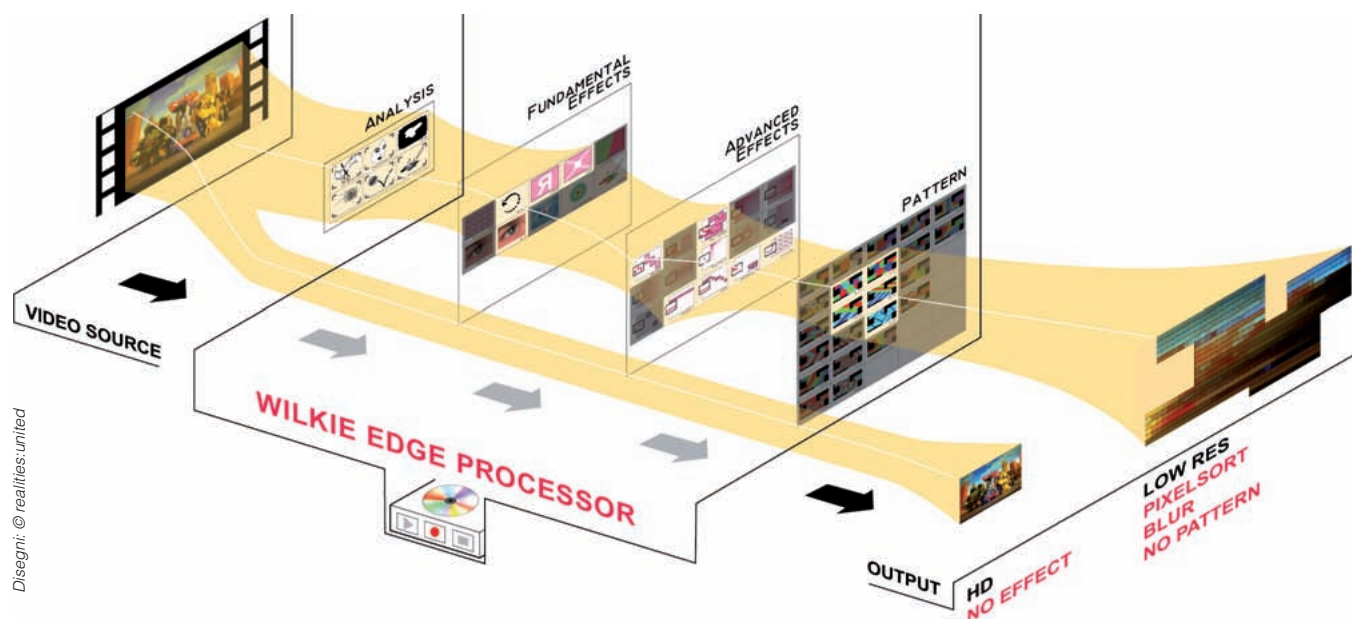 ANALYSIS
FUNDAMENTAL
EFFECTS
ADVANCED
EFFECTS
PATTERN
VIDEO SOURCE
WILKIE EDGE PROCESSOR
OUTPUT
HD
NO EFFECT
LOW RES
PIXELSORT
BLUR
NO PATTERN
Disegni: © realities:united